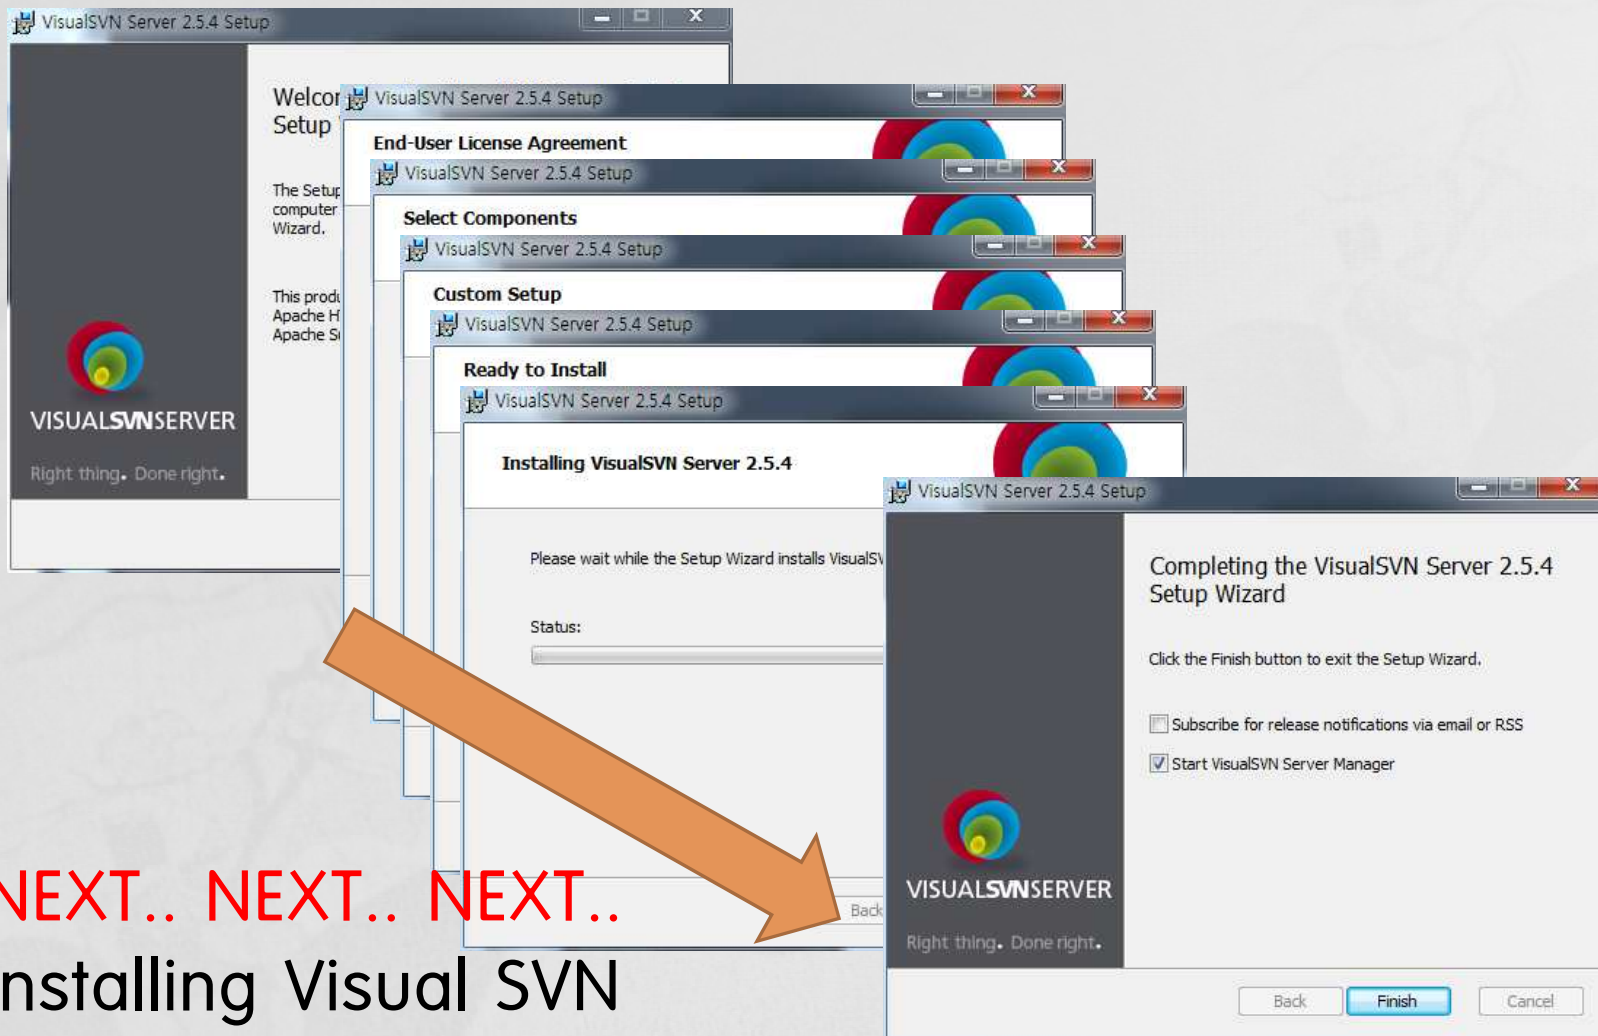 VisualSVN Server 2.5.4 Setup
Setup
The Setup
computer
Wizard.
Apache
Apache
VISUALSVNSERVER
Right thing. Done right.
VisualSVN Server 2.5.4 Setup
End-User License Agreement
VisualSVN Server 2.5.4 Setup
Select Components
VisualSVN Server 2.5.4 Setup
Custom Setup
VisualSVN Server 2.5.4 Setup
Ready to Install
VisualSVN Server 2.5.4 Setup
Installing VisualSVN Server 2.5.4
Please wait while the Setup Wizard installs
Status:
Back
VisualSVN Server 2.5.4 Setup
Completing the VisualSVN Server 2.5.4
Setup Wizard
Click the Finish button to exit the Setup Wizard.
Subscribe for release notifications via email or RSS
Start VisualSVN Server Manager
VISUALSVNSERVER
Right thing. Done right.
Back Finish Cancel
NEXT.. NEXT.. NEXT..
nstalling Visual SVN